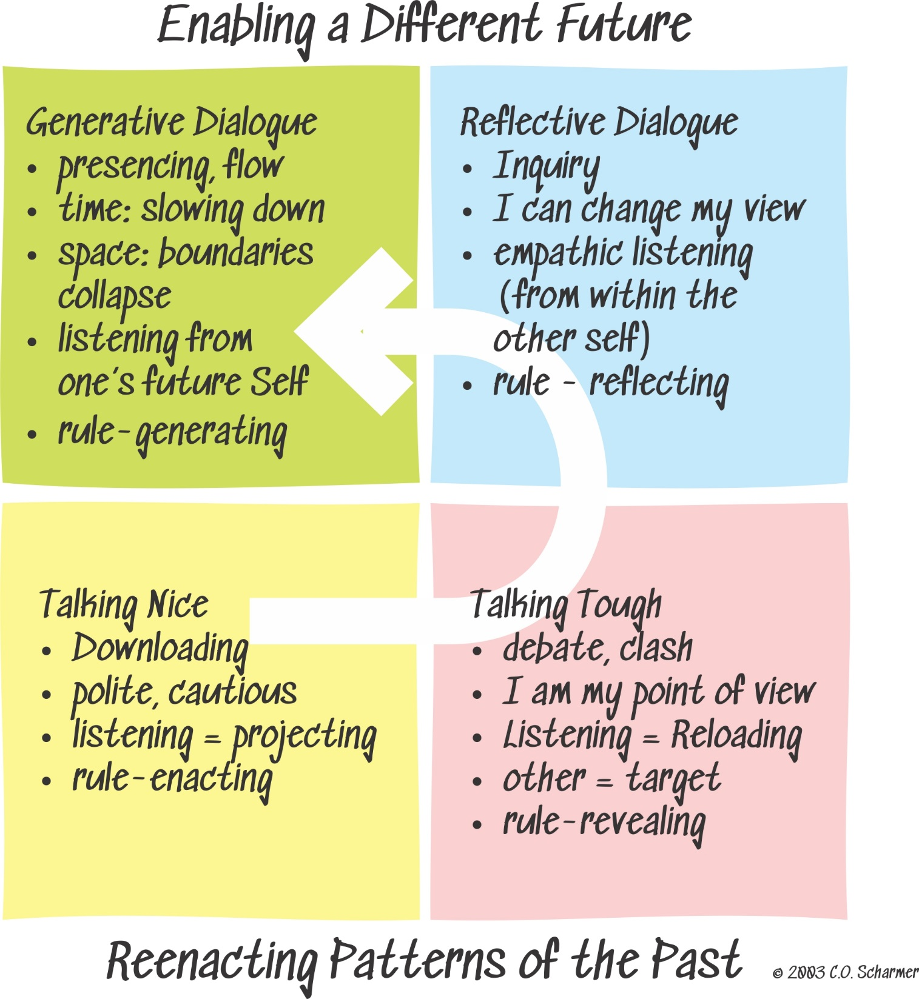 Enabling a Different Future
Generative Dialogue
• presencing, flow
• time: slowing down
• space: boundaries
collapse
• listening from
one's future Self
• rule-generating
Reflective Dialogue
• Inquiry
• I can change my view
• empathic listening
(from within the
other self)
• rule - reflecting
Talking Nice
• Downloading
• polite, cautious
• listening = projecting
• rule-enacting
Talking Tough
• debate, clash
• I am my point of view
• Listening = Reloading
• other = target
• rule-revealing
Reenacting Patterns of the Past
© 2003 C.O. Scharmer